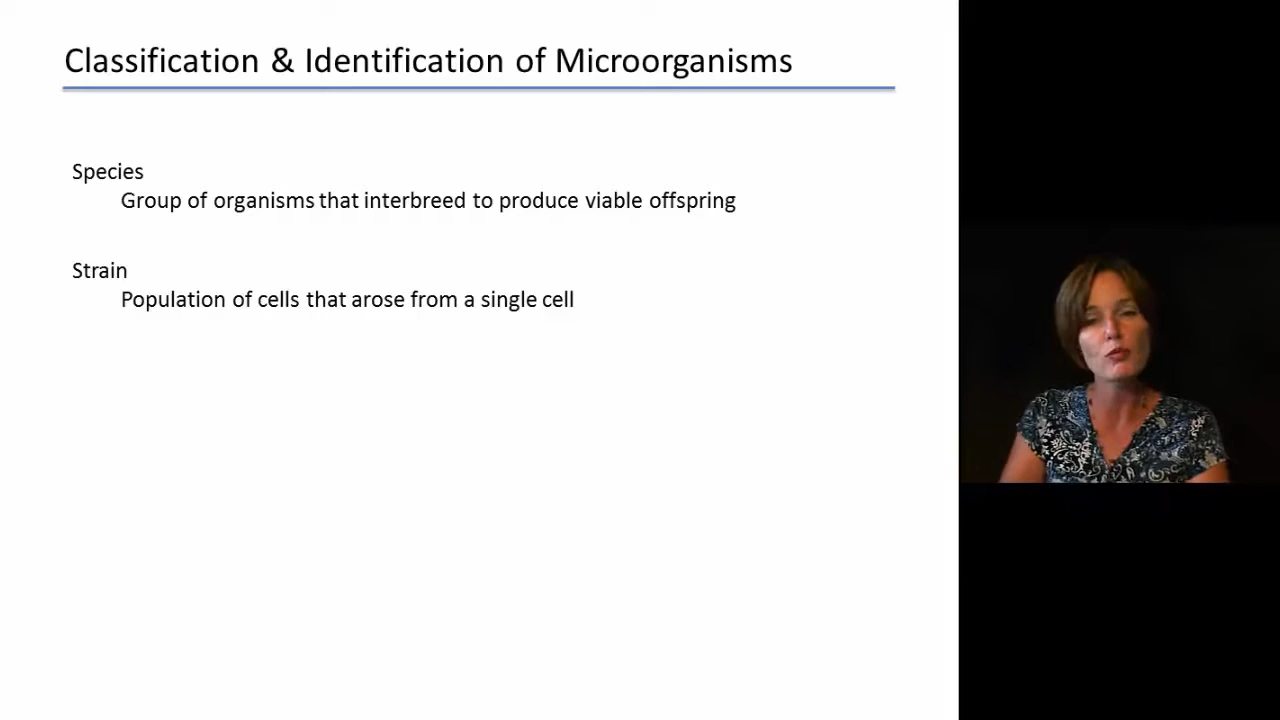 Classification & Identification of Microorganisms
Species
Group of organisms that interbreed to produce viable offspring
Strain
Population of cells that arose from a single cell